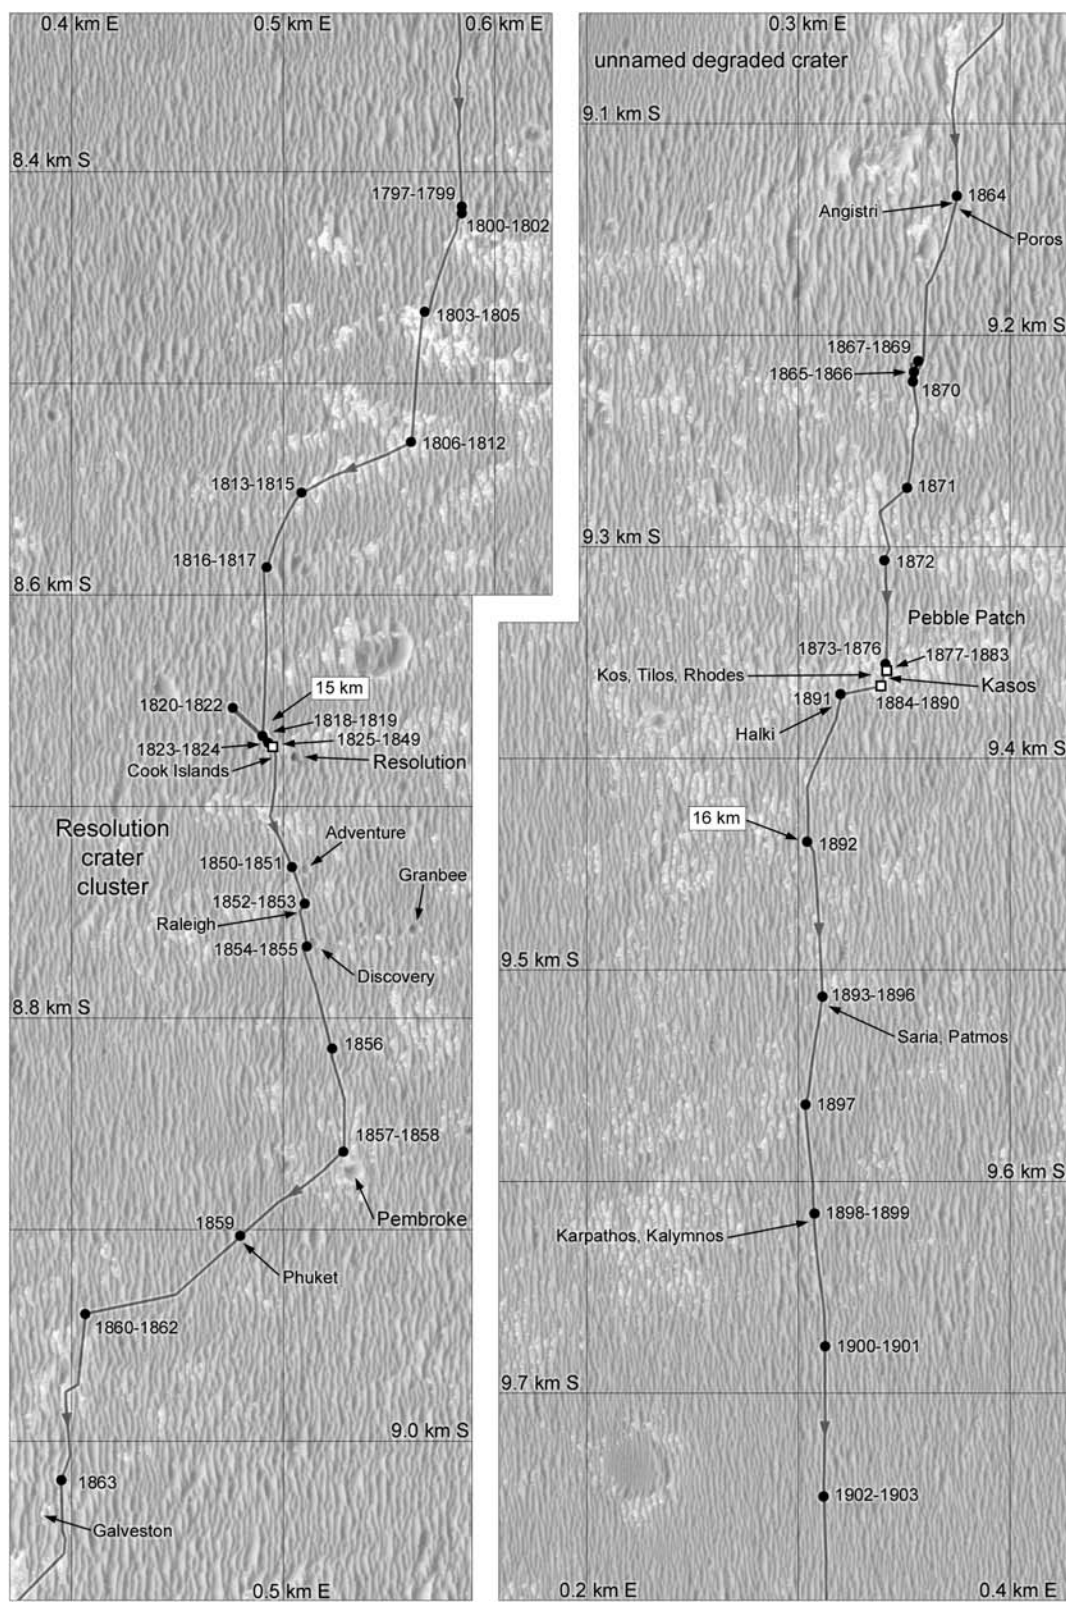 0.4 km E
0.5 km E
0.6 km E
8.4 km S
1797-1799
1800-1802
1803-1805
1806-1812
1813-1815
1816-1817
8.6 km S
15 km
1820-1822
1818-1819
1823-1824
1825-1849
Cook Islands
Resolution
Resolution
crater
cluster
Adventure
1850-1851
Granbee
1852-1853
Raleigh
1854-1855
Discovery
8.8 km S
1856
1857-1858
Pembroke
1859
Phuket
1860-1862
9.0 km S
1863
Galveston
0.5 km E
0.3 km E
unnamed degraded crater
9.1 km S
1864
Angistri
Poros
9.2 km S
1867-1869
1865-1866
1870
1871
9.3 km S
1872
Pebble Patch
1873-1876
1877-1883
Kos, Tilos, Rhodes
Kasos
1891
1884-1890
Halki
9.4 km S
16 km
1892
9.5 km S
1893-1896
Saria, Patmos
1897
9.6 km S
1898-1899
Karpathos, Kalymnos
1900-1901
9.7 km S
1902-1903
0.2 km E
0.4 km E